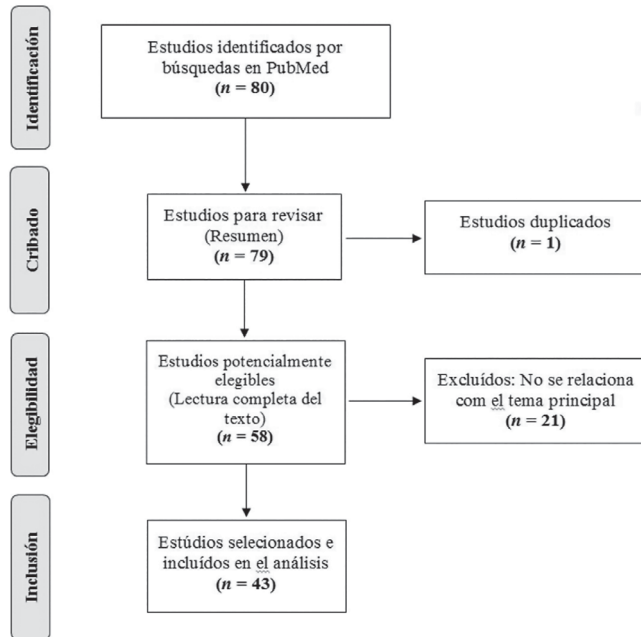 Identificación
Estudios identificados por
búsquedas en PubMed
(n = 80)
Cribado
Estudios para revisar
(Resumen)
(n = 79)
Estudios duplicados
(n = 1)
Elegibilidad
Estudios potencialmente
elegibles
(Lectura completa del
texto)
(n = 58)
Excluídos: No se relaciona
com el tema principal
(n = 21)
Inclusión
Estúdios selecionados e
incluídos en el análisis
(n = 43)